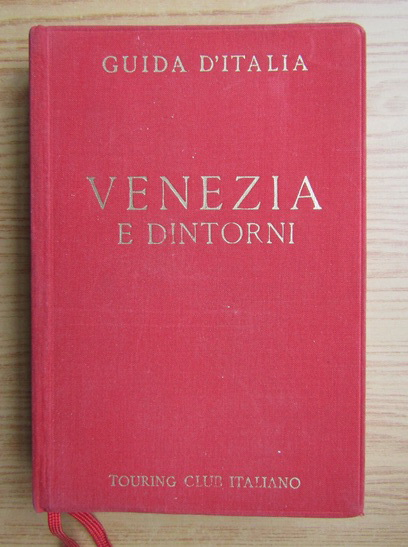 GUIDA D'ITALIA
VENEZIA
E DINTORNI
TOURING CLUB ITALIANO